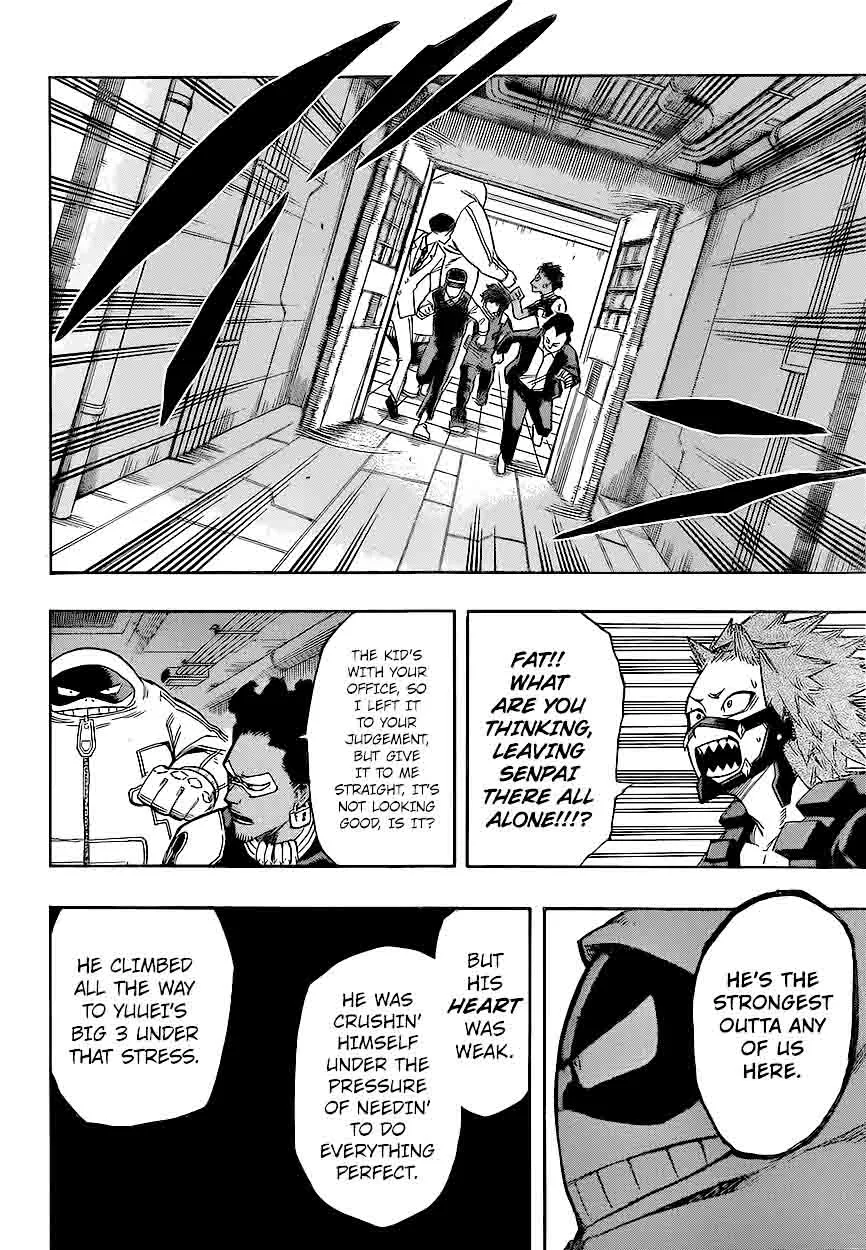 FAT!!
WHAT
ARE YOU
THINKING,
LEAVING
SENPAI
THERE ALL
ALONE!!!?
THE KID'S
WITH YOUR
OFFICE, SO
I LEFT IT
TO YOUR
JUDGEMENT,
BUT GIVE
IT TO ME
STRAIGHT, IT'S
NOT LOOKING
GOOD, IS IT?
HE'S THE
STRONGEST
OUTTA ANY
OF US
HERE.
BUT
HIS
HEART
WAS
WEAK.
HE WAS
CRUSHIN'
HIMSELF
UNDER THE
PRESSURE
OF NEEDIN'
TO DO
EVERYTHING
PERFECT.
HE CLIMBED
ALL THE WAY
TO YUUEI'S
BIG 3 UNDER
THAT STRESS.